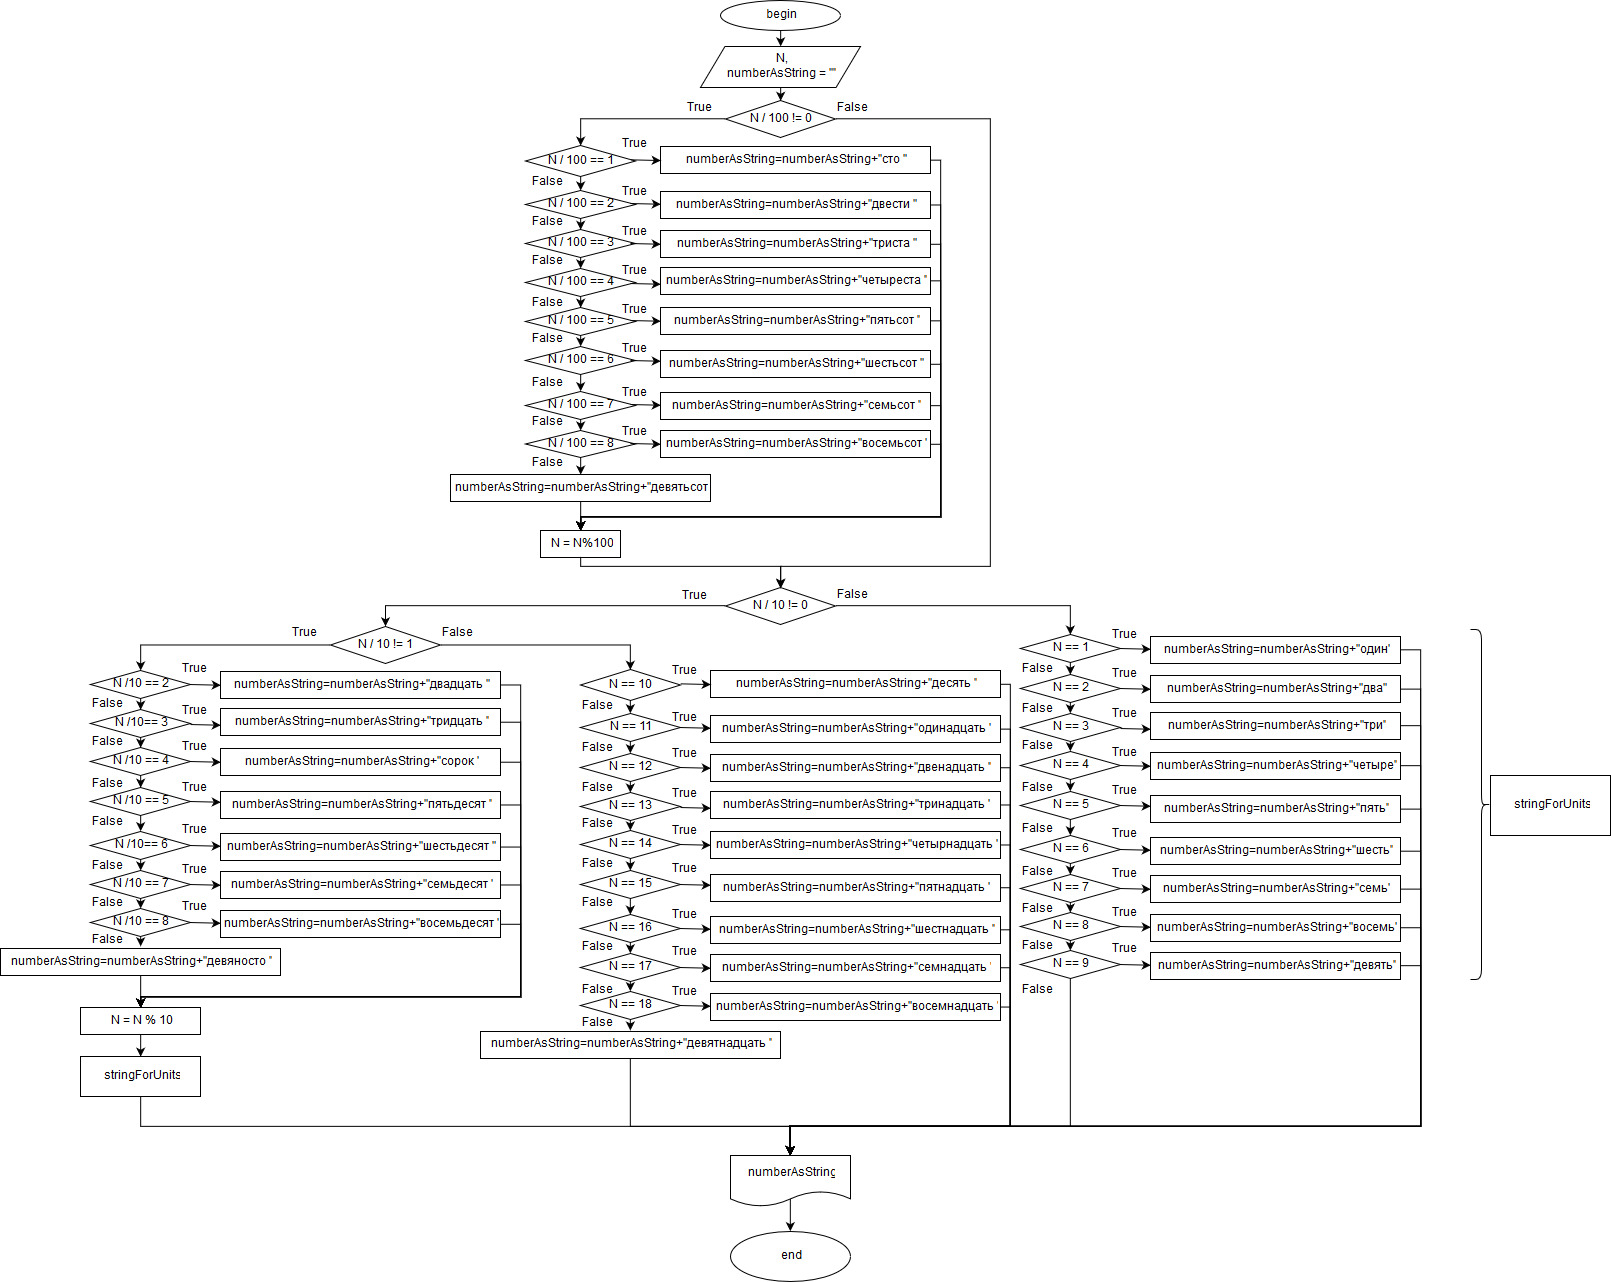 begin
N,
numberAsString = ""
True
False
N / 100 != 0
True
N / 100 == 1
numberAsString=numberAsString+"сто "
False
True
N / 100 == 2
numberAsString=numberAsString+"двести "
False
True
N / 100 == 3
numberAsString=numberAsString+"триста "
False
True
N / 100 == 4
numberAsString=numberAsString+"четыреста "
False
True
N / 100 == 5
numberAsString=numberAsString+"пятьсот "
False
True
N / 100 == 6
numberAsString=numberAsString+"шестьсот "
False
True
N / 100 == 7
numberAsString=numberAsString+"семьсот "
False
True
N / 100 == 8
numberAsString=numberAsString+"восемьсот '
False
numberAsString=numberAsString+"девятьсот
N = N%100
True
False
N / 10 != 0
True
False
N / 10 != 1
True
N /10 == 2
numberAsString=numberAsString+"двадцать "
False
True
N /10== 3
numberAsString=numberAsString+"тридцать "
False
True
N /10 == 4
numberAsString=numberAsString+"сорок '
False
True
N /10 == 5
numberAsString=numberAsString+"пятьдесят "
False
True
N /10== 6
numberAsString=numberAsString+"шестьдесят "
False
True
N /10 == 7
numberAsString=numberAsString+"семьдесят '
False
True
N /10 == 8
numberAsString=numberAsString+"восемьдесят '
False
numberAsString=numberAsString+"девяносто "
N = N % 10
stringForUnits
True
N == 10
numberAsString=numberAsString+"десять "
False
True
N == 11
numberAsString=numberAsString+"одинадцать '
False
True
N == 12
numberAsString=numberAsString+"двенадцать "
False
True
N == 13
numberAsString=numberAsString+"тринадцать '
False
True
N == 14
numberAsString=numberAsString+"четырнадцать '
False
True
N == 15
numberAsString=numberAsString+"пятнадцать '
False
True
N == 16
numberAsString=numberAsString+"шестнадцать "
False
True
N == 17
numberAsString=numberAsString+"семнадцать '
False
True
N == 18
numberAsString=numberAsString+"восемнадцать '
False
numberAsString=numberAsString+"девятнадцать "
True
N == 1
numberAsString=numberAsString+"один'
False
True
N == 2
numberAsString=numberAsString+"два"
False
True
N == 3
numberAsString=numberAsString+"три"
False
True
N == 4
numberAsString=numberAsString+"четыре"
False
True
N == 5
numberAsString=numberAsString+"пять"
False
True
N == 6
numberAsString=numberAsString+"шесть"
False
True
N == 7
numberAsString=numberAsString+"семь'
False
True
N == 8
numberAsString=numberAsString+"восемь'
False
True
N == 9
numberAsString=numberAsString+"девять"
False
stringForUnits
numberAsString
end